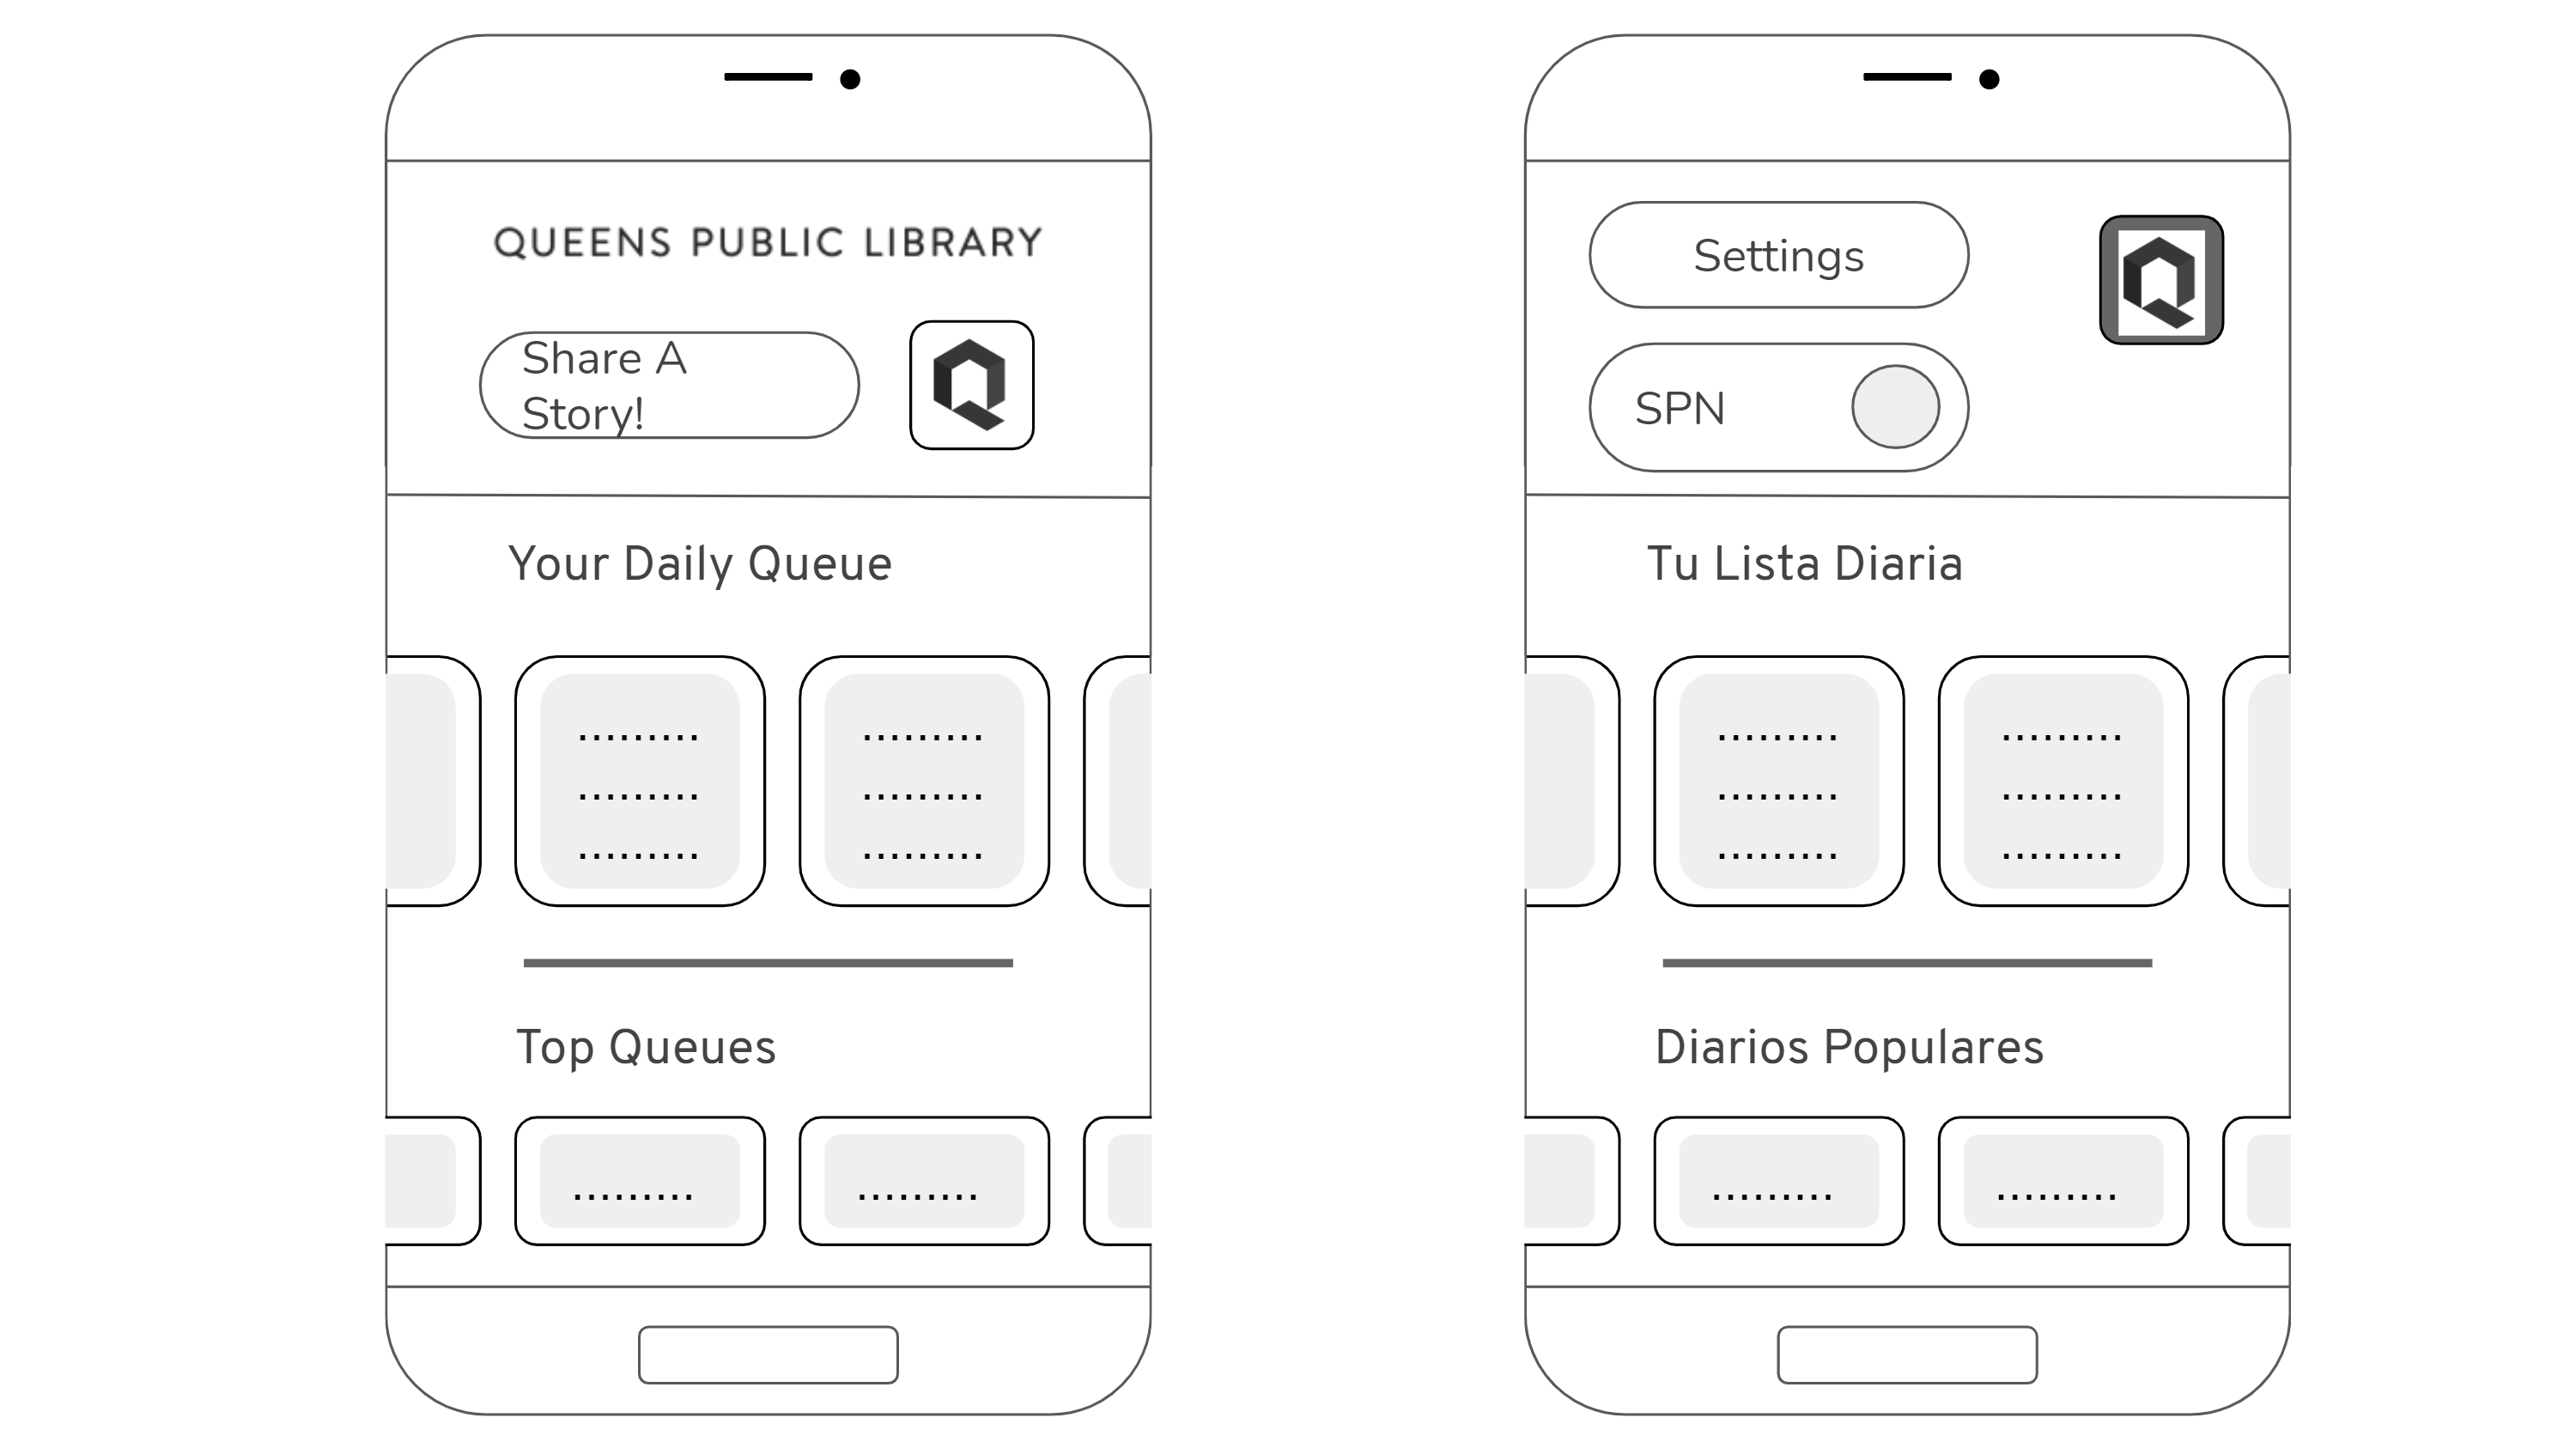 QUEENS PUBLIC LIBRARY
Share A
Story!
Your Daily Queue
.........
.........
.........
.........
.........
.........
Top Queues
.........
.........
Settings
SPN
Tu Lista Diaria
.........
.........
.........
.........
.........
.........
Diarios Populares
.........
.........